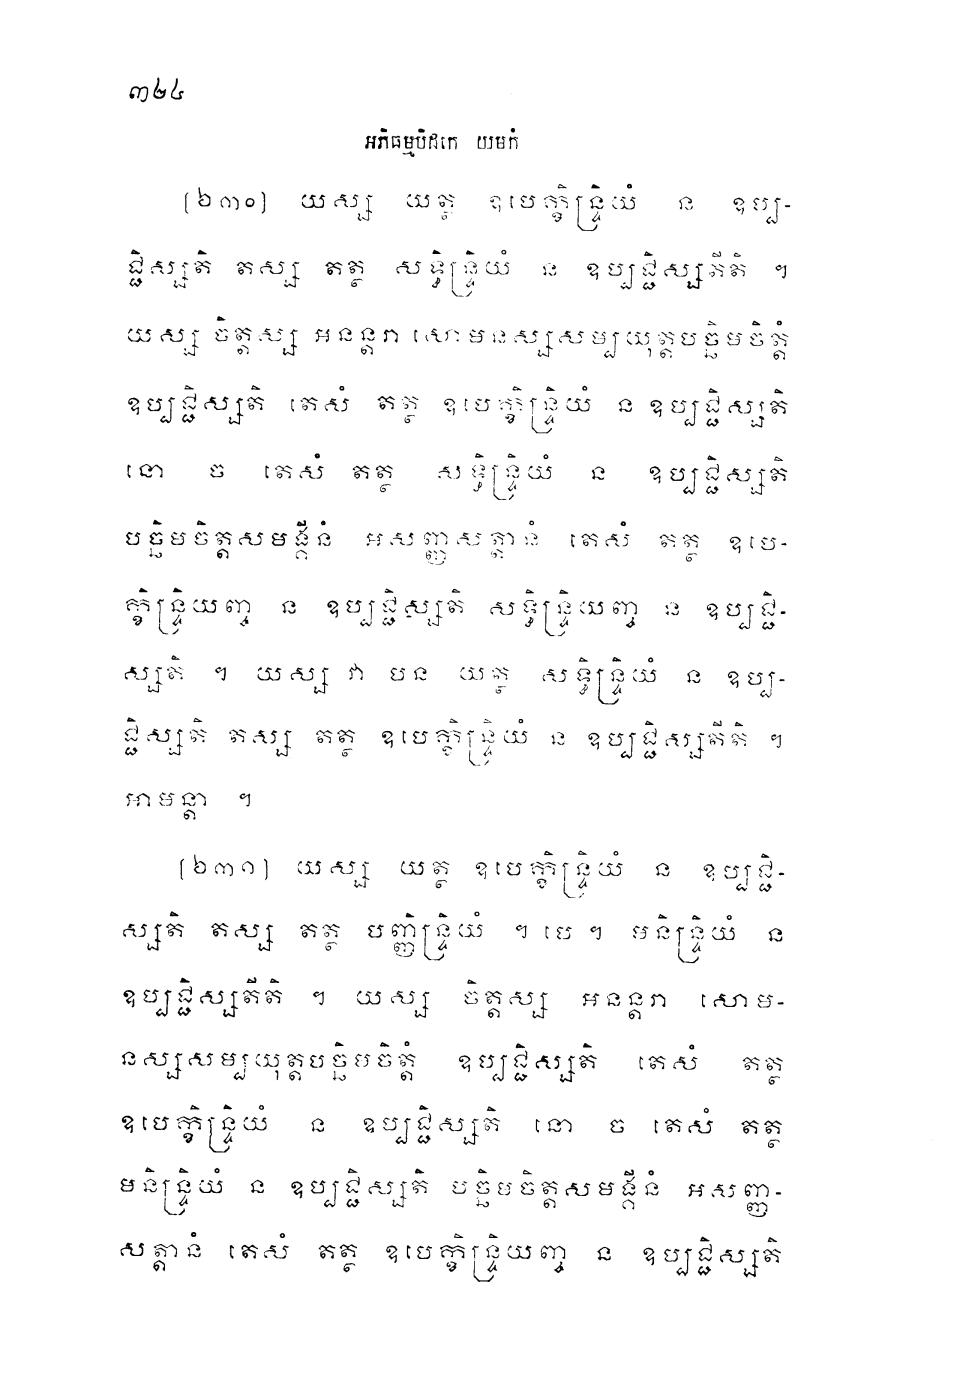 ៣២៤
អភិធម្មបិដកេ យមកំ
(២៣០) យស្ស យត្ថ ឧបេក្ខិន្ទ្រិយំ ន ឧប្ប-
ជ្ជិស្សតិ តស្ស តត្ថ សទ្ធិន្ទ្រិយំ ន ឧប្បជ្ជិស្សតីតិ ។
យស្ស ចិត្តស្ស អនន្តរា សោមនស្សសម្បយុត្តបច្ឆិមចិត្តំ
ឧប្បជ្ជិស្សតិ តេសំ តត្ថ ឧបេក្ខិន្ទ្រិយំ ន ឧប្បជ្ជិស្សតិ
នោ ច តេសំ តត្ថ សទ្ធិន្ទ្រិយំ ន ឧប្បជ្ជិស្សតិ
បច្ឆិមចិត្តសមង្គីនំ អសញ្ញសត្តានំ តេសំ តត្ថ ឧបេ-
ក្ខិន្ទ្រិយញ្ច ន ឧប្បជ្ជិស្សតិ សទ្ធិន្ទ្រិយញ្ច ន ឧប្បជ្ជិ-
ស្សតិ ។ យស្ស វា បន យត្ថ សទ្ធិន្ទ្រិយំ ន ឧប្ប-
ជ្ជិស្សតិ តស្ស តត្ថ ឧបេក្ខិន្ទ្រិយំ ន ឧប្បជ្ជិស្សតីតិ ។
អាមន្តា ។
(២៣១) យស្ស យត្ថ ឧបេក្ខិន្ទ្រិយំ ន ឧប្បជ្ជិ-
ស្សតិ តស្ស តត្ថ បញ្ញិន្ទ្រិយំ ។ បេ ។ មនិន្ទ្រិយំ ន
ឧប្បជ្ជិស្សតីតិ ។ យស្ស ចិត្តស្ស អនន្តរា សោម-
នស្សសម្បយុត្តបច្ឆិមចិត្តំ ឧប្បជ្ជិស្សតិ តេសំ តត្ថ
ឧបេក្ខិន្ទ្រិយំ ន ឧប្បជ្ជិស្សតិ នោ ច តេសំ តត្ថ
មនិន្ទ្រិយំ ន ឧប្បជ្ជិស្សតិ បច្ឆិមចិត្តសមង្គីនំ អសញ្ញ-
សត្តានំ តេសំ តត្ថ ឧបេក្ខិន្ទ្រិយញ្ច ន ឧប្បជ្ជិស្សតិ